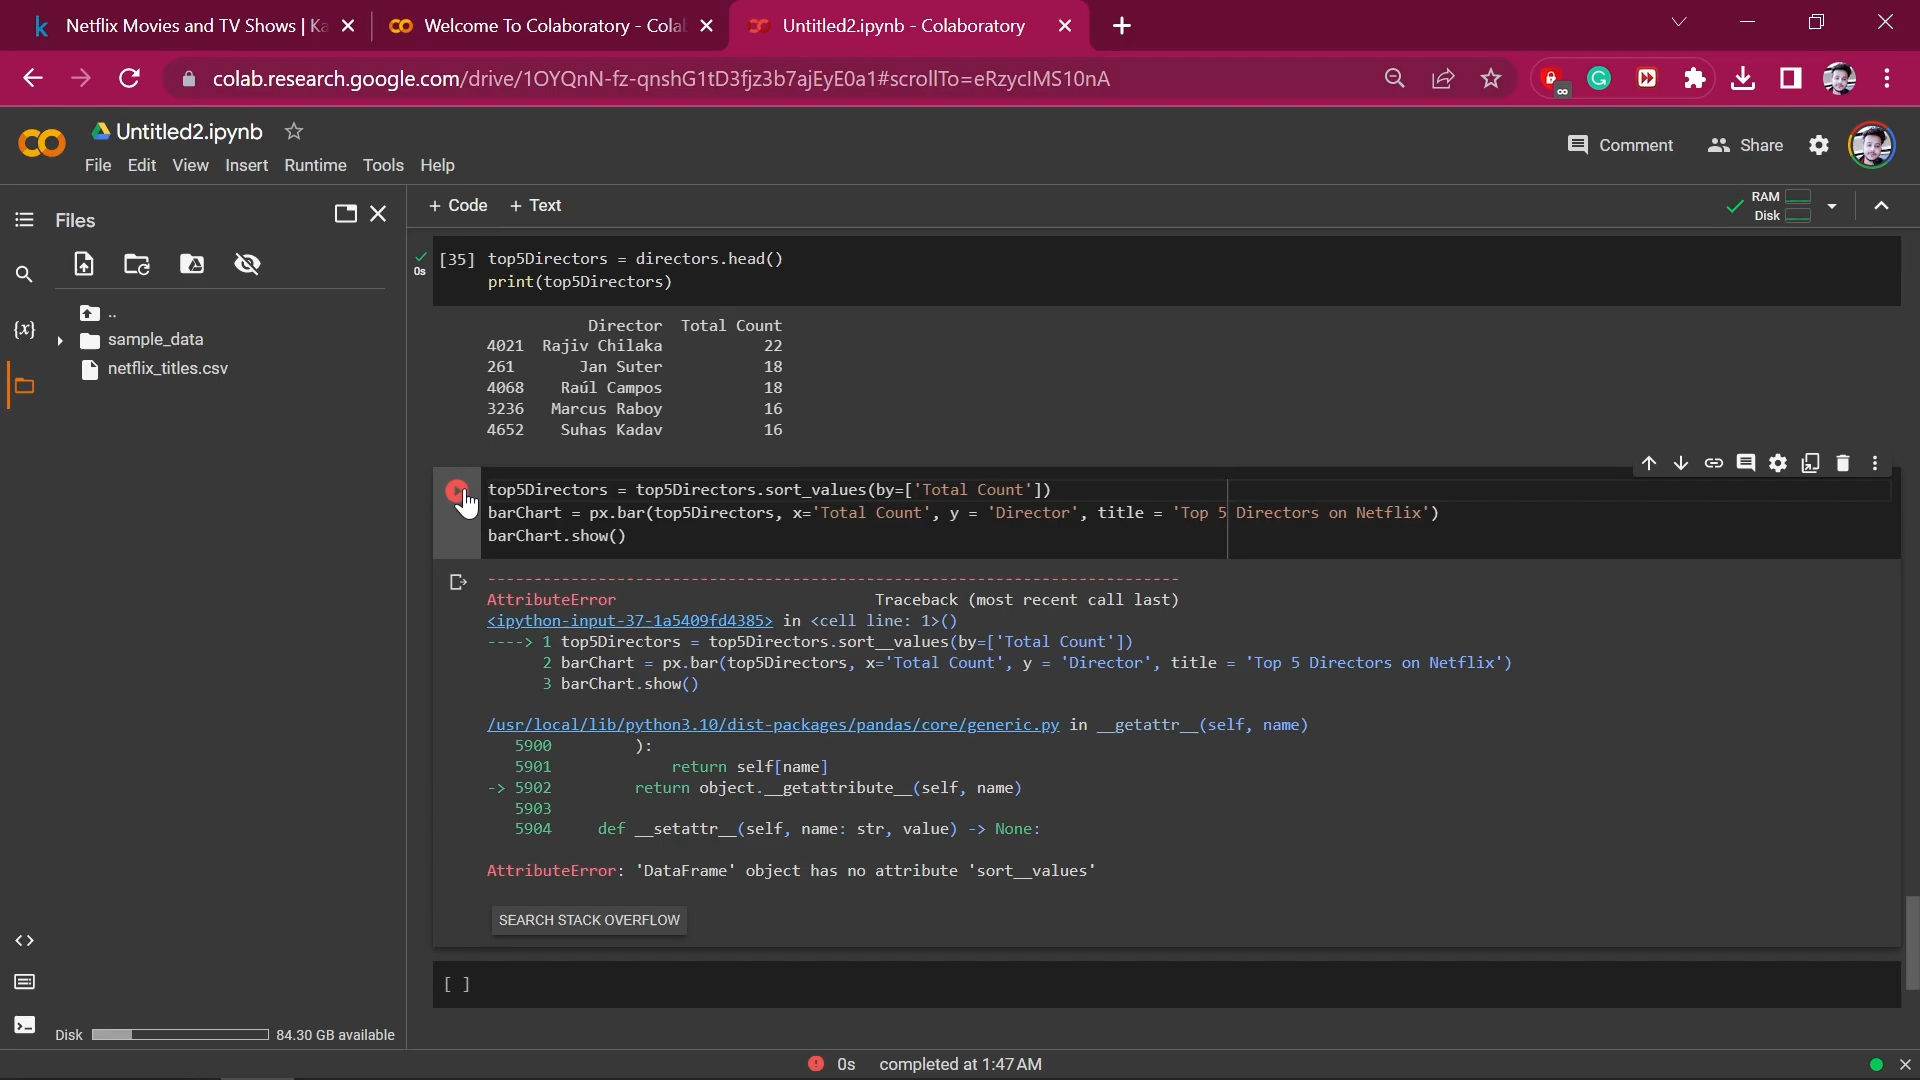 Netflix Movies and TV Shows | Ka
Welcome To Colaboratory - Colab
Untitled2.ipynb - Colaboratory
colab.research.google.com/drive/1OYQnN-fz-qnshG1tD3fjz3b7ajEyE0a1#scrollTo=eRzyclMS10nA
Untitled2.ipynb
Comment
Share
File Edit View Insert Runtime Tools Help
Files
+ Code + Text
RAM
Disk
{x}
..
sample_data
netflix_titles.csv
0s
[35] top5Directors = directors.head()
print(top5Directors)
Director Total Count
4021 Rajiv Chilaka 22
261 Jan Suter 18
4068 Raúl Campos 18
3236 Marcus Raboy 16
4652 Suhas Kadav 16
top5Directors = top5Directors.sort_values(by=['Total Count'])
barChart = px.bar(top5Directors, x='Total Count', y = 'Director', title = 'Top 5 Directors on Netflix')
barChart.show()
---------------------------------------------------------------------------
AttributeError Traceback (most recent call last)
<ipython-input-37-1a5409fd4385> in <cell line: 1>()
----> 1 top5Directors = top5Directors.sort__values(by=['Total Count'])
2 barChart = px.bar(top5Directors, x='Total Count', y = 'Director', title = 'Top 5 Directors on Netflix')
3 barChart.show()
/usr/local/lib/python3.10/dist-packages/pandas/core/generic.py in __getattr__(self, name)
5900 ):
5901 return self[name]
-> 5902 return object.__getattribute__(self, name)
5903
5904 def __setattr__(self, name: str, value) -> None:
AttributeError: 'DataFrame' object has no attribute 'sort__values'
SEARCH STACK OVERFLOW
[ ]
Disk 84.30 GB available
0s completed at 1:47 AM